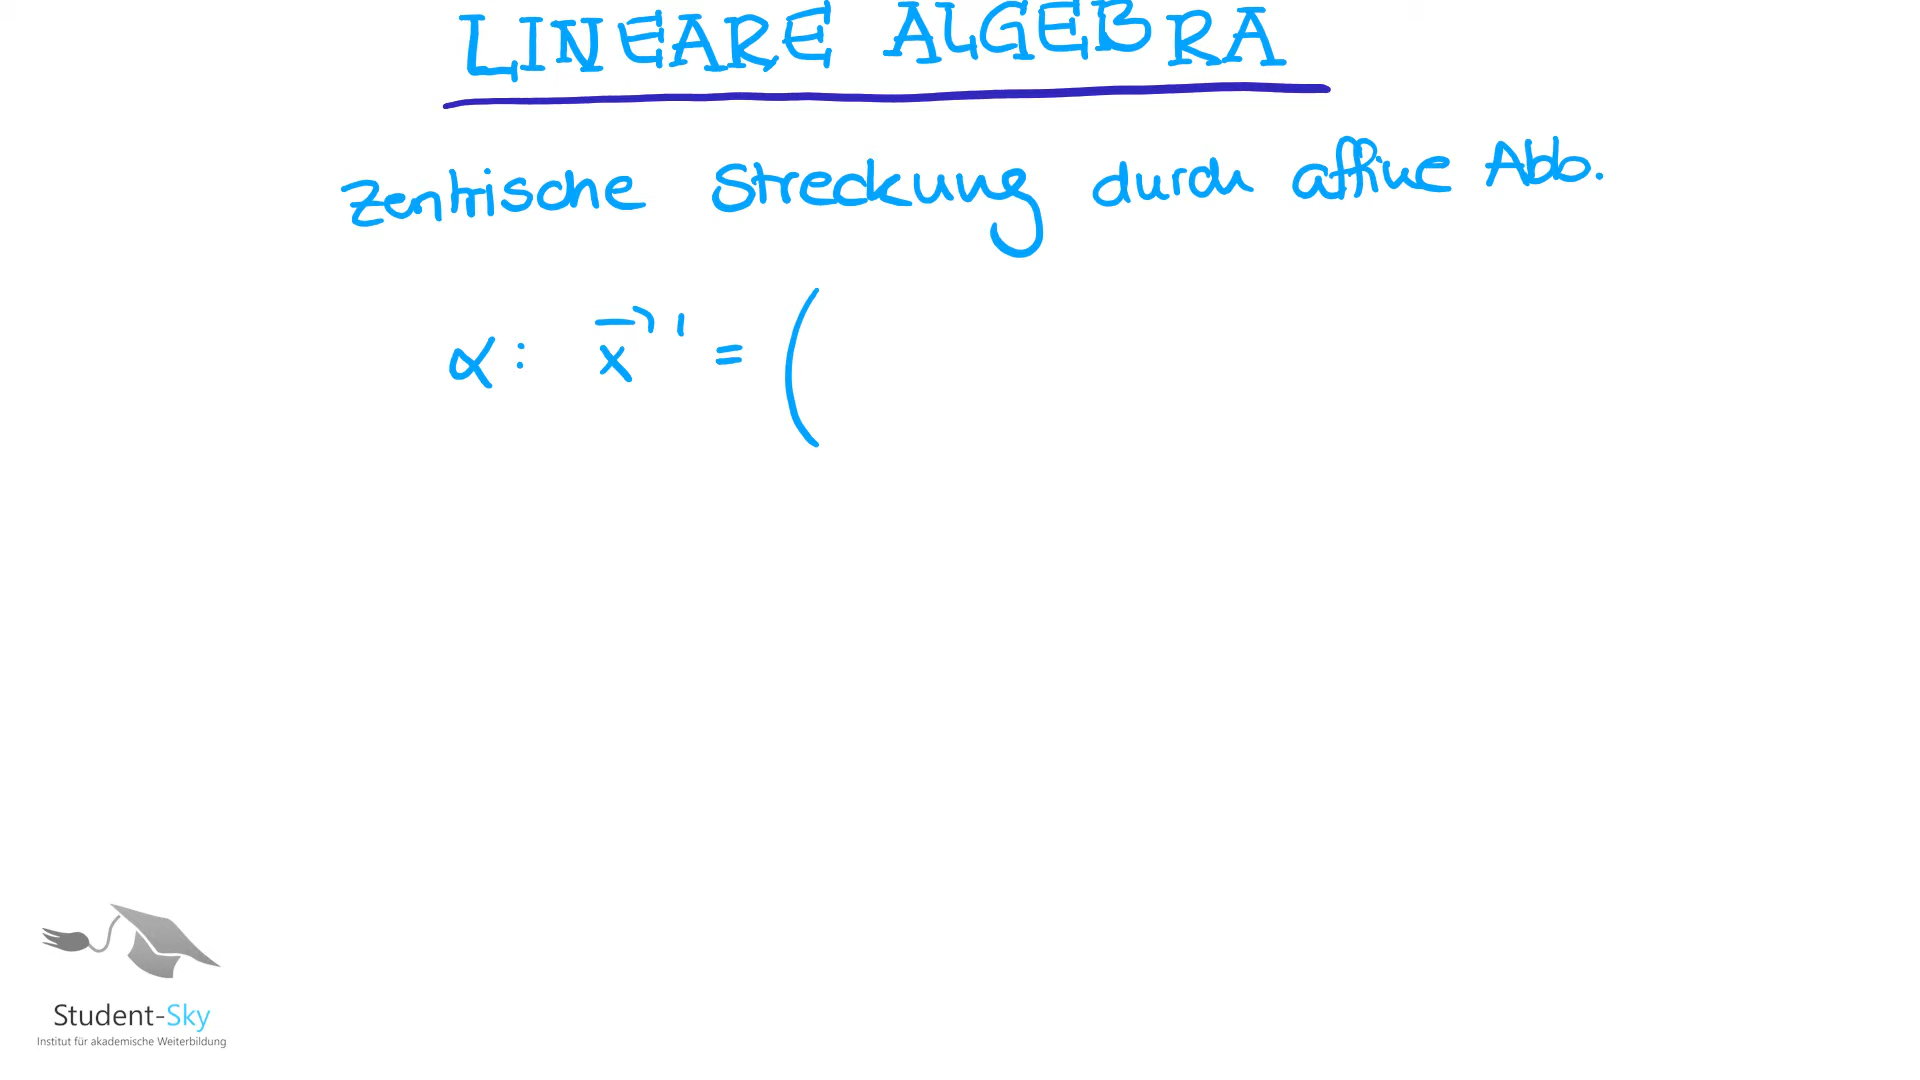 LINEARE ALGEBRA
Zentrische Streckung durch affine Abb.
α: x⃗' = (
Student-Sky
Institut für akademische Weiterbildung